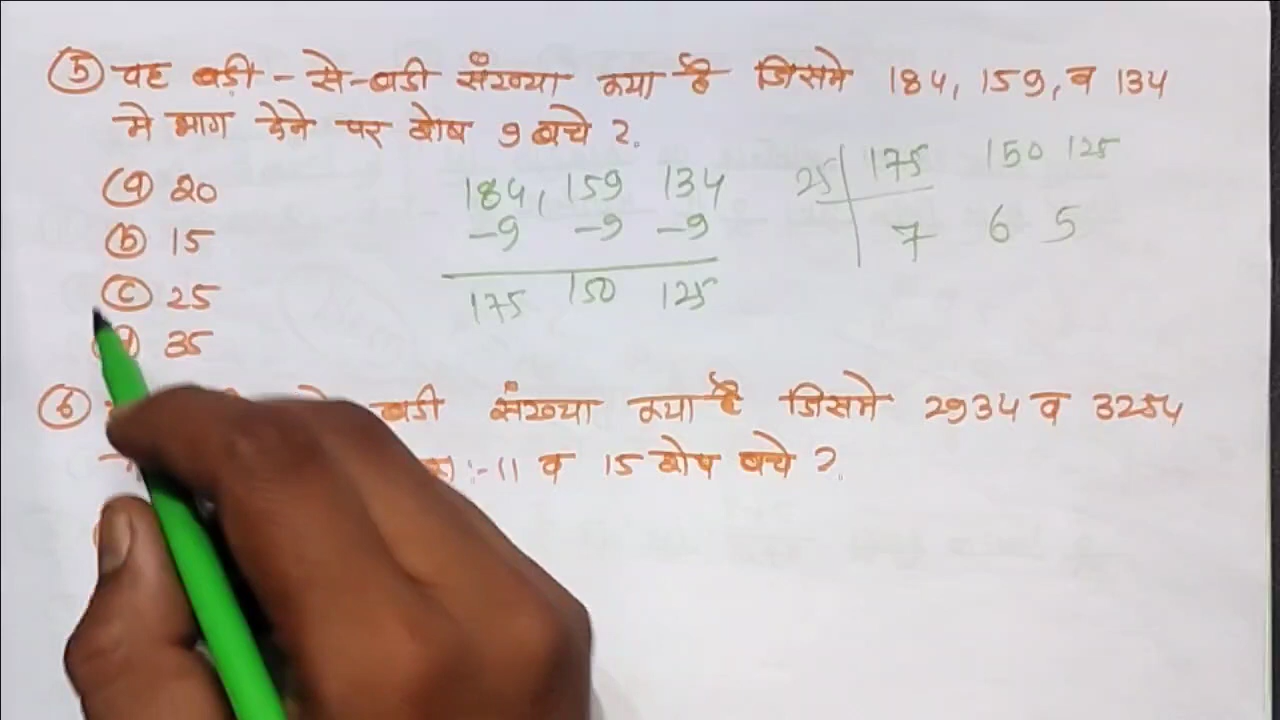 5 वह बडी - से - बडी संख्या क्या है जिसमे 184, 159, व 134
मे भाग देने पर शेष 9 बचे ?
(a) 20
(b) 15
(c) 25
(d) 35
184, 159 134
-9 -9 -9
175 150 125
25 175 150 125
7 6 5
6 बडी संख्या क्या है जिसमे 2934 व 3254
:- 11 व 15 शेष बचे ?